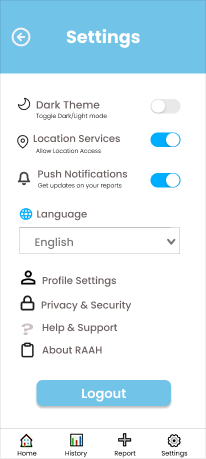 Settings
Dark Theme
Toggle Dark/Light mode
Location Services
Allow Location Access
Push Notifications
Get updates on your reports
Language
English
Profile Settings
Privacy & Security
Help & Support
About RAAH
Logout
Home History Report Settings